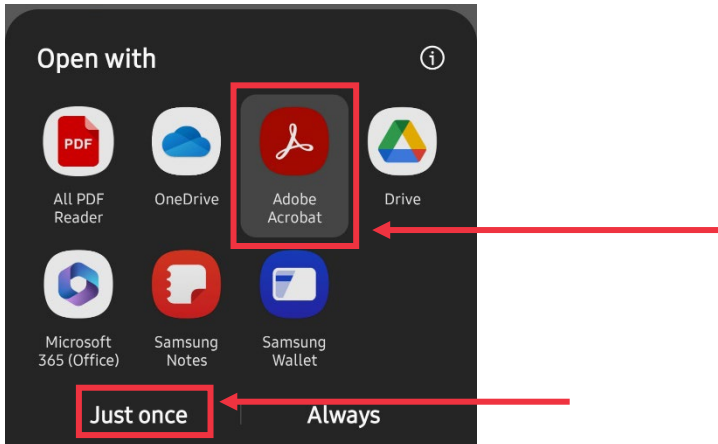 Open with
PDF
All PDF
Reader
OneDrive
Adobe
Acrobat
Drive
Microsoft
365 (Office)
Samsung
Notes
Samsung
Wallet
Just once
Always